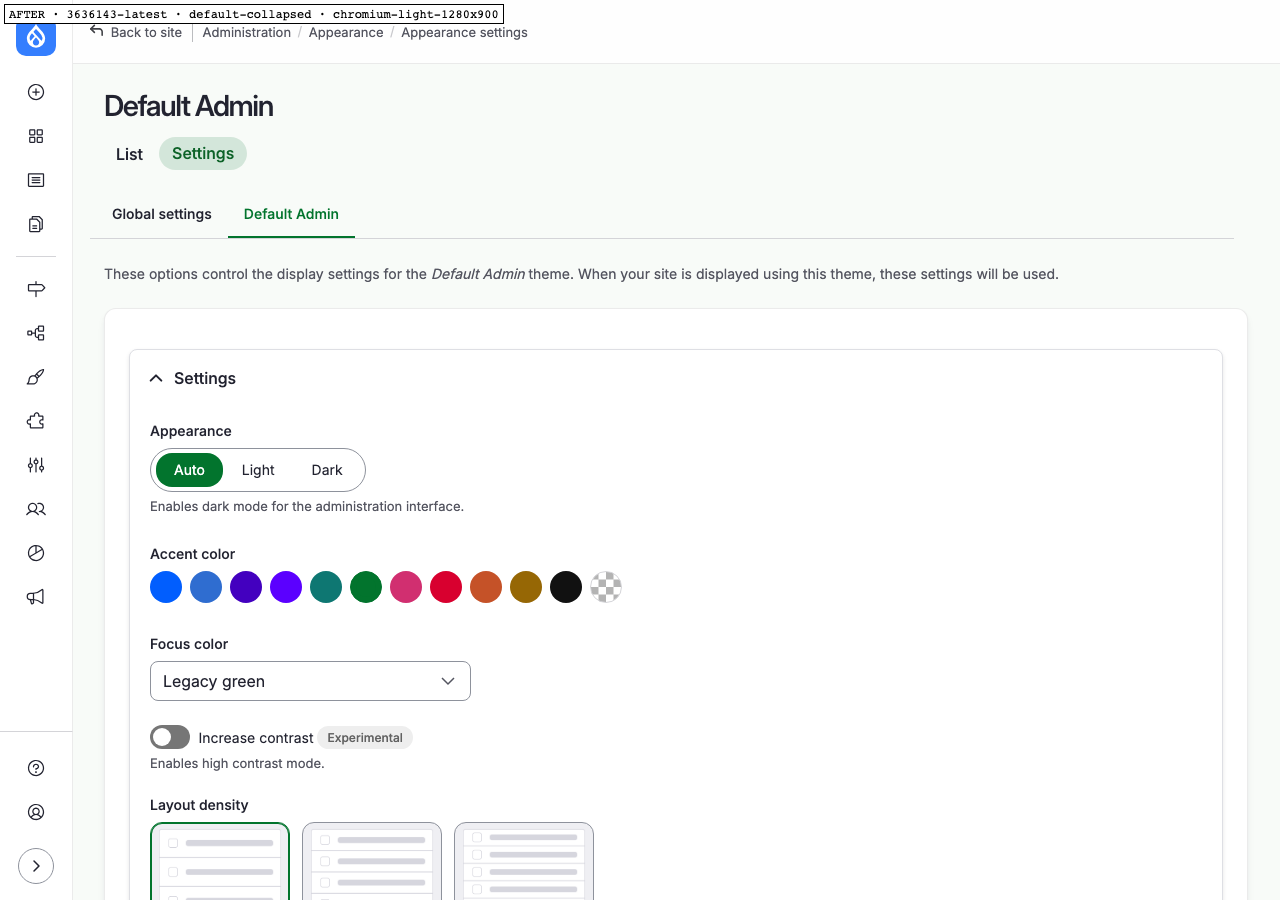 AFTER · 3636143-latest · default-collapsed · chromium-light-1280x900
Back to site Administration / Appearance / Appearance settings
Default Admin
List Settings
Global settings Default Admin
These options control the display settings for the Default Admin theme. When your site is displayed using this theme, these settings will be used.
Settings
Appearance
Auto Light Dark
Enables dark mode for the administration interface.
Accent color
Focus color
Legacy green
Increase contrast Experimental
Enables high contrast mode.
Layout density